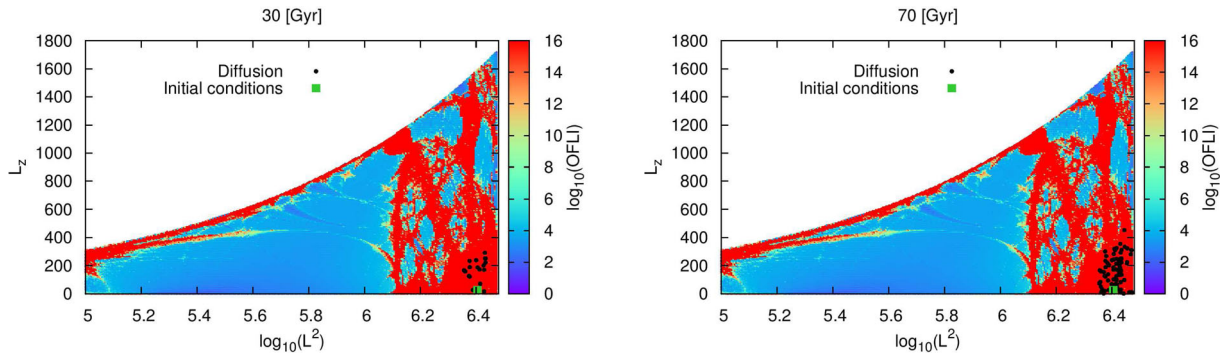 30 [Gyr]
1800
1600
1400
1200
1000
800
600
400
200
0
L_z
Diffusion
Initial conditions
5 5.2 5.4 5.6 5.8 6 6.2 6.4
log₁₀(L²)
16
14
12
10
8
6
4
2
0
log₁₀(OFLI)
70 [Gyr]
1800
1600
1400
1200
1000
800
600
400
200
0
L_z
Diffusion
Initial conditions
5 5.2 5.4 5.6 5.8 6 6.2 6.4
log₁₀(L²)
16
14
12
10
8
6
4
2
0
log₁₀(OFLI)